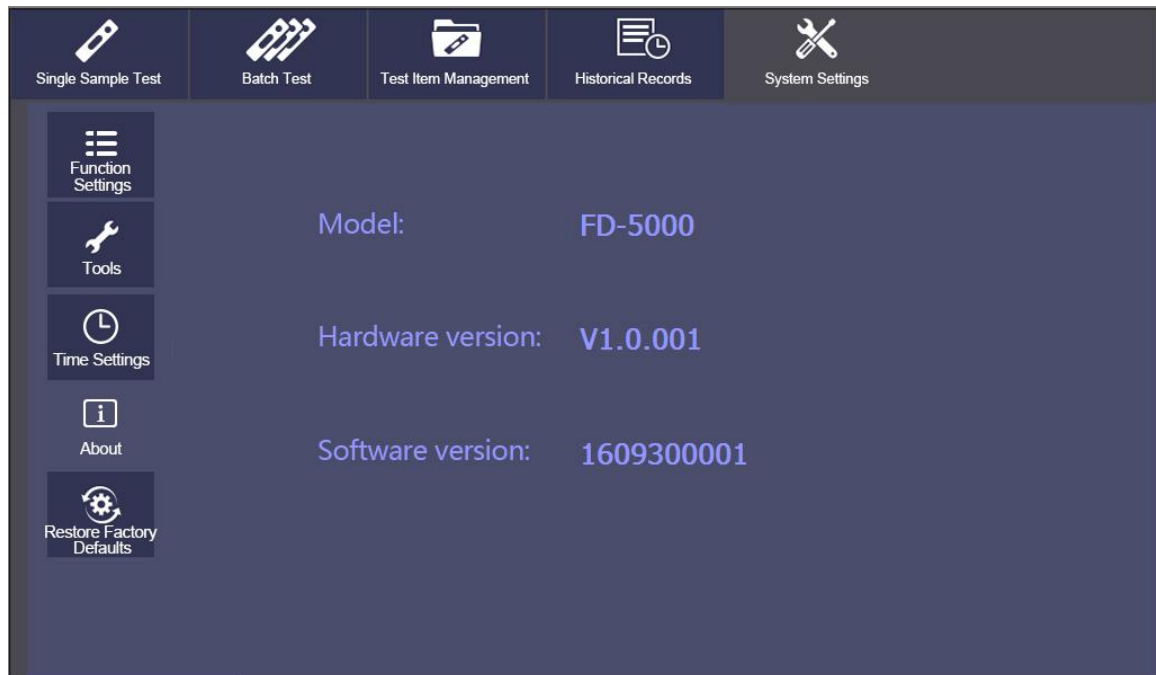 Single Sample Test
Batch Test
Test Item Management
Historical Records
System Settings
Function
Settings
Tools
Time Settings
About
Restore Factory
Defaults
Model: FD-5000
Hardware version: V1.0.001
Software version: 1609300001